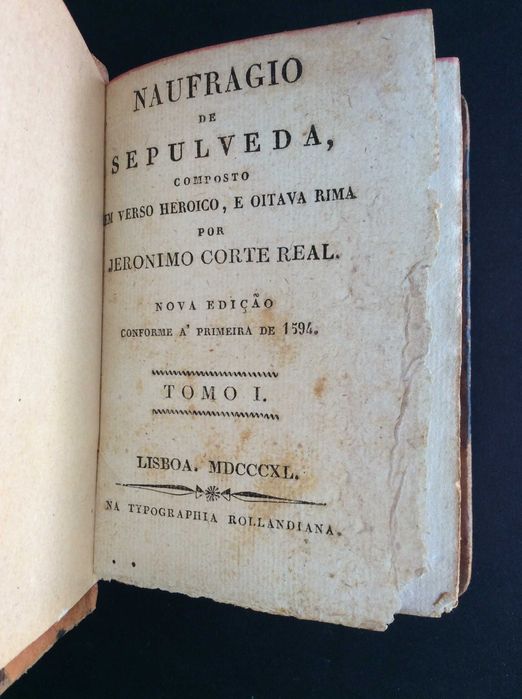 NAUFRAGIO
DE
SEPULVEDA,
COMPOSTO
EM VERSO HEROICO, E OITAVA RIMA
POR
JERONIMO CORTE REAL.
NOVA EDIÇÃO
CONFORME A' PRIMEIRA DE 1594.
TOMO I.
LISBOA. MDCCCXL.
NA TYPOGRAPHIA ROLLANDIANA.